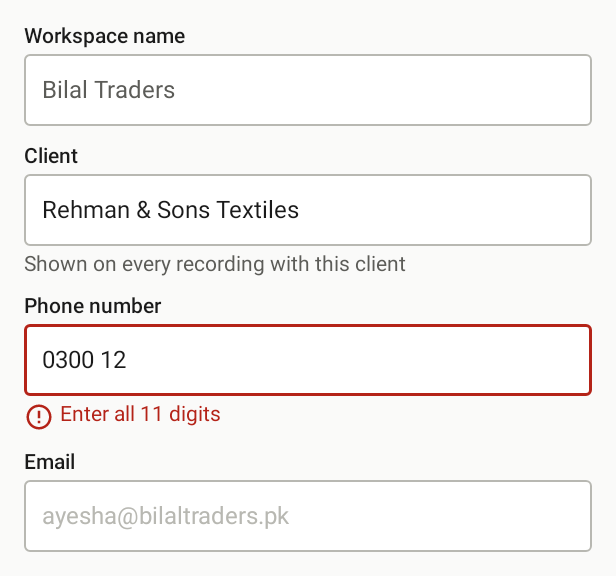 Workspace name
Bilal Traders
Client
Rehman & Sons Textiles
Shown on every recording with this client
Phone number
0300 12
Enter all 11 digits
Email
ayesha@bilaltraders.pk